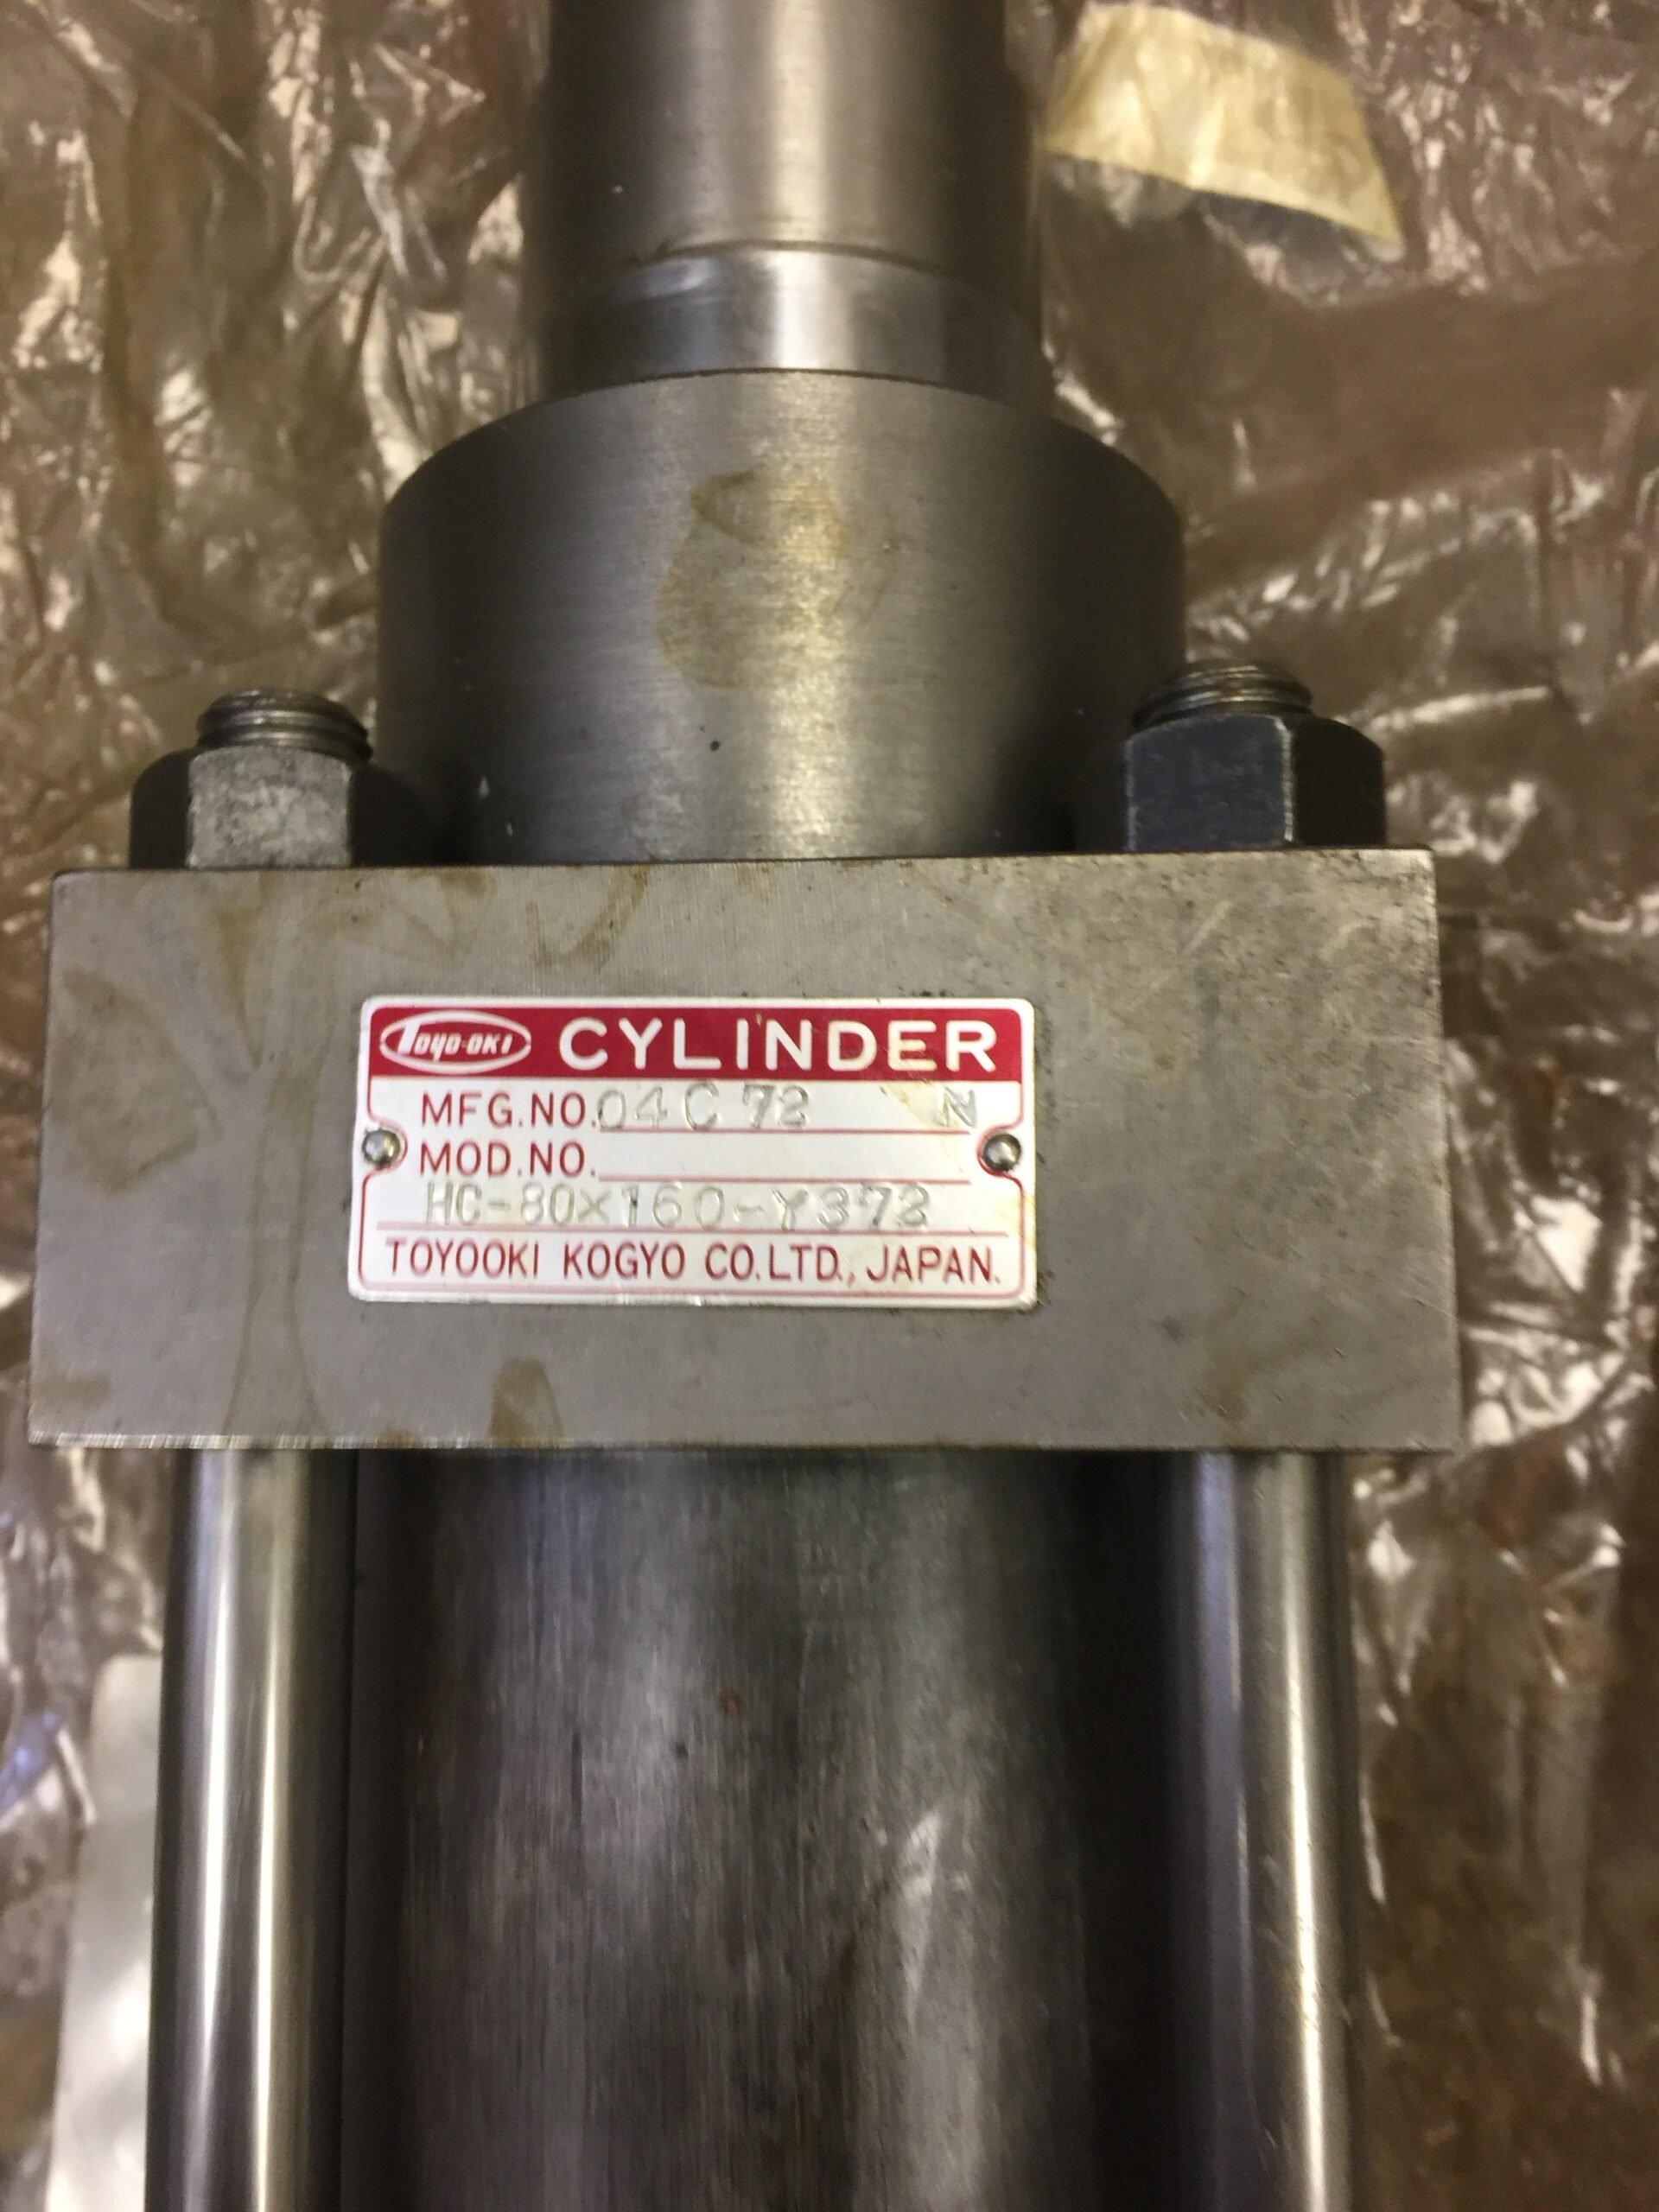 TOYO-OKI CYLINDER
MFG.NO. 04C 72 N
MOD.NO.
HC-80×160-Y372
TOYOOKI KOGYO CO.LTD., JAPAN.